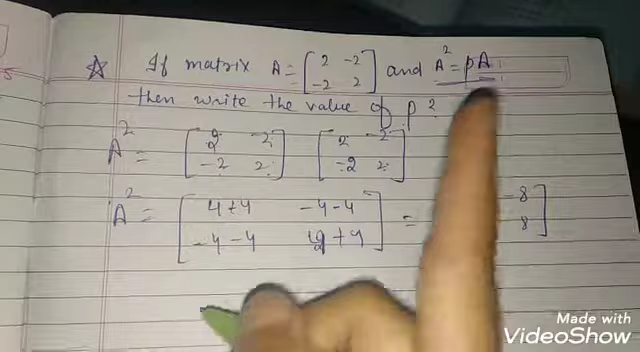 ☆ If matrix A = [ 2 -2 ; -2 2 ] and A² = pA
then write the value of p?
A² = [ 2 -2 ; -2 2 ] [ 2 -2 ; -2 2 ]
A² = [ 4+4 -4-4 ; -4-4 4+4 ] = -8 ; 8 ]
Made with
VideoShow